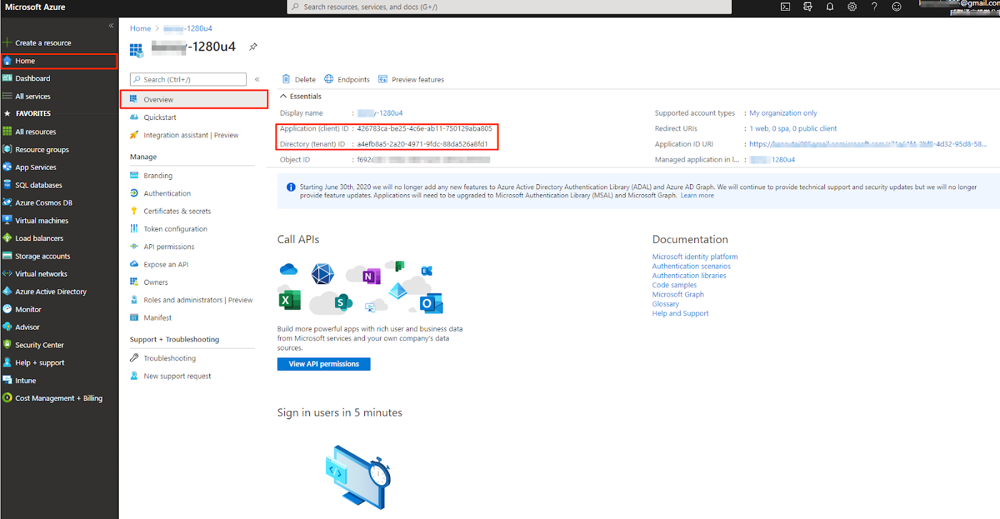 Microsoft Azure
Search resources, services, and docs (G+/)
@gmail.com
«
Create a resource
Home
Dashboard
All services
FAVORITES
All resources
Resource groups
App Services
SQL databases
Azure Cosmos DB
Virtual machines
Load balancers
Storage accounts
Virtual networks
Azure Active Directory
Monitor
Advisor
Security Center
Help + support
Intune
Cost Management + Billing
Home > -1280u4
-1280u4
Search (Ctrl+/) «
Overview
Quickstart
Integration assistant | Preview
Manage
Branding
Authentication
Certificates & secrets
Token configuration
API permissions
Expose an API
Owners
Roles and administrators | Preview
Manifest
Support + Troubleshooting
Troubleshooting
New support request
Delete Endpoints Preview features
Essentials
Display name : y-1280u4
Application (client) ID : 426783ca-be25-4c6e-ab11-750129aba805
Directory (tenant) ID : a4efb8a5-2a20-4971-9fdc-88da526a8fd1
Object ID : f692
Supported account types : My organization only
Redirect URIs : 1 web, 0 spa, 0 public client
Application ID URI : https:// -4d32-95d8-58...
Managed application in l... : 1280u4
Starting June 30th, 2020 we will no longer add any new features to Azure Active Directory Authentication Library (ADAL) and Azure AD Graph. We will continue to provide technical support and security updates but we will no longer
provide feature updates. Applications will need to be upgraded to Microsoft Authentication Library (MSAL) and Microsoft Graph. Learn more
Call APIs
N
X
S
O
Build more powerful apps with rich user and business data
from Microsoft services and your own company's data
sources.
View API permissions
Documentation
Microsoft identity platform
Authentication scenarios
Authentication libraries
Code samples
Microsoft Graph
Glossary
Help and Support
Sign in users in 5 minutes